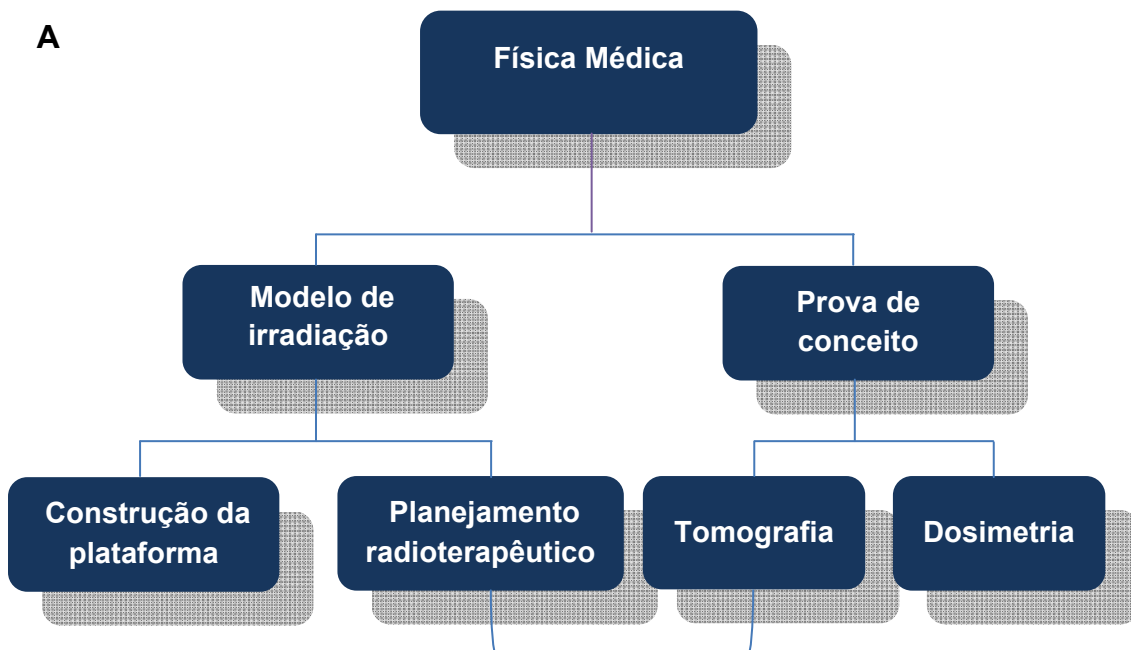 A
Física Médica
Modelo de
irradiação
Prova de
conceito
Construção da
plataforma
Planejamento
radioterapêutico
Tomografia
Dosimetria